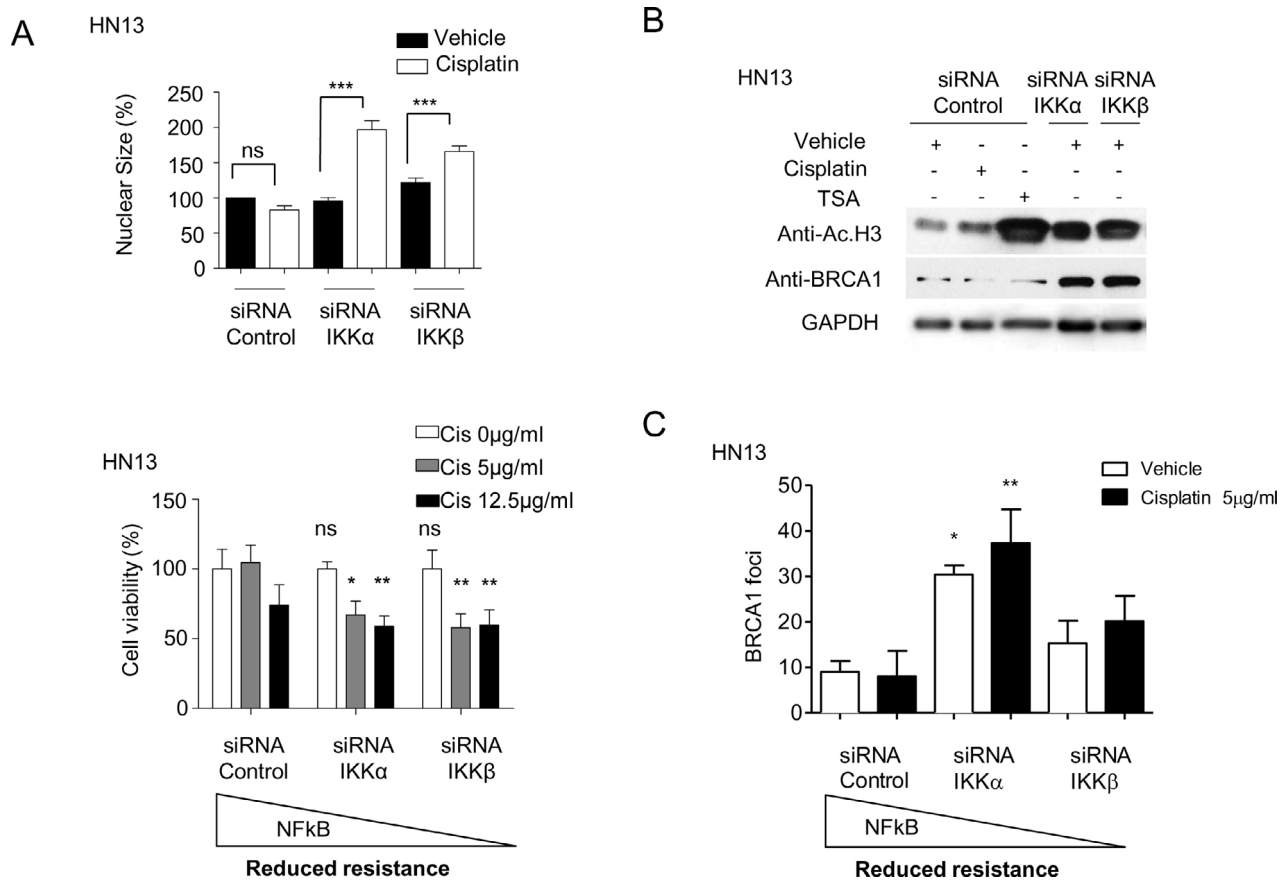 A
HN13
Vehicle
Cisplatin
Nuclear Size (%)
250
200
150
100
50
0
ns
***
***
siRNA
Control
siRNA
IKKα
siRNA
IKKβ
B
HN13
siRNA
Control
siRNA
IKKα
siRNA
IKKβ
Vehicle + - - + +
Cisplatin - + - - -
TSA - - + - -
Anti-Ac.H3
Anti-BRCA1
GAPDH
HN13
Cis 0µg/ml
Cis 5µg/ml
Cis 12.5µg/ml
Cell viability (%)
150
100
50
0
ns
*
**
ns
**
**
siRNA
Control
siRNA
IKKα
siRNA
IKKβ
NFkB
Reduced resistance
C
HN13
Vehicle
Cisplatin 5µg/ml
BRCA1 foci
50
40
30
20
10
0
*
**
siRNA
Control
siRNA
IKKα
siRNA
IKKβ
NFkB
Reduced resistance